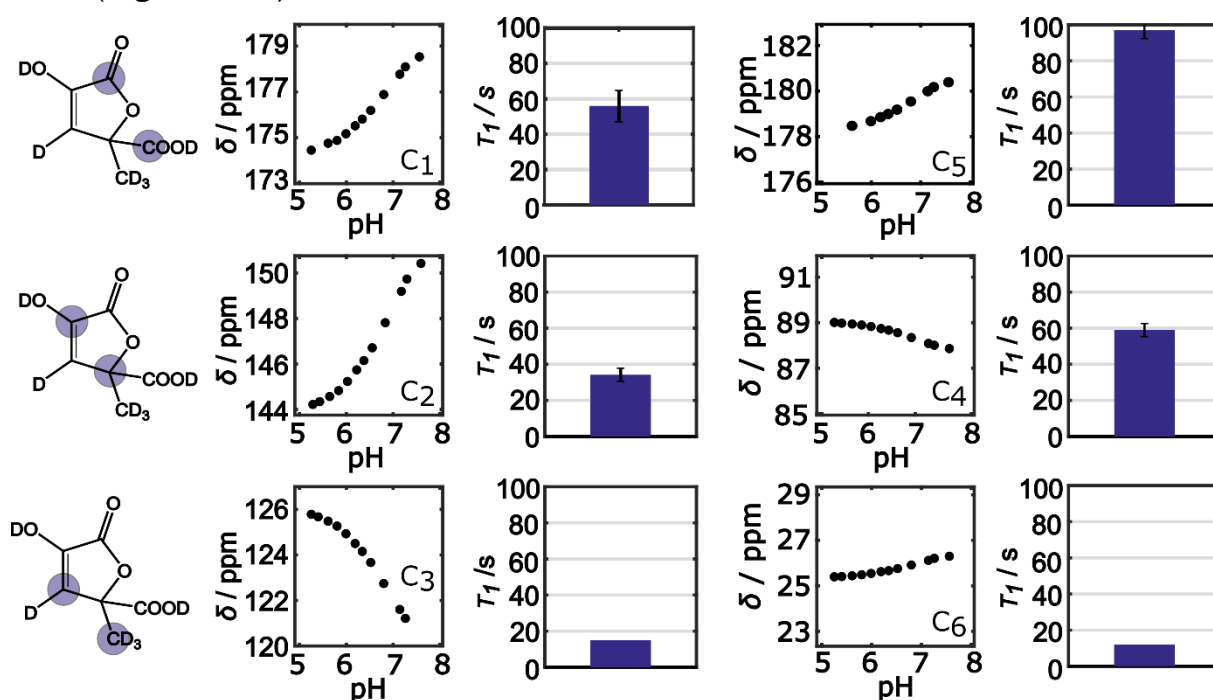 O
DO
O
D
COOD
CD3
δ / ppm
179
177
175
173
C1
5 6 7 8
pH
T1 / s
100
80
60
40
20
0
δ / ppm
182
180
178
176
C5
5 6 7 8
pH
T1 / s
100
80
60
40
20
0
O
DO
O
D
COOD
CD3
δ / ppm
150
148
146
144
C2
5 6 7 8
pH
T1 / s
100
80
60
40
20
0
δ / ppm
91
89
87
85
C4
5 6 7 8
pH
T1 / s
100
80
60
40
20
0
O
DO
O
D
COOD
CD3
δ / ppm
126
124
122
120
C3
5 6 7 8
pH
T1 /s
100
80
60
40
20
0
δ / ppm
29
26
25
23
C6
5 6 7 8
pH
T1 / s
100
80
60
40
20
0